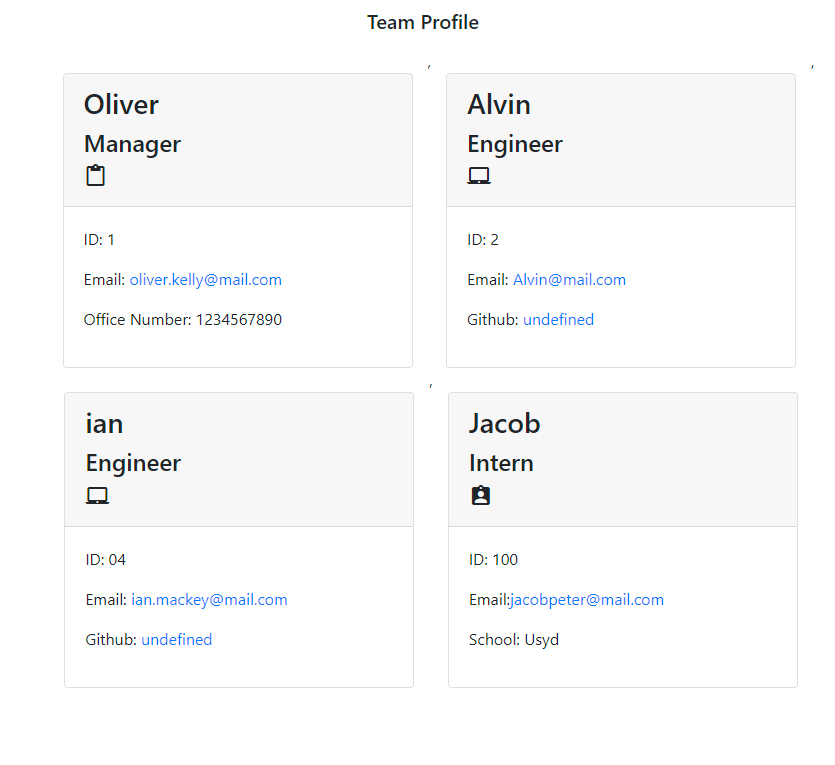 Team Profile
,
,
Oliver
Manager
ID: 1
Email: oliver.kelly@mail.com
Office Number: 1234567890
Alvin
Engineer
ID: 2
Email: Alvin@mail.com
Github: undefined
,
ian
Engineer
ID: 04
Email: ian.mackey@mail.com
Github: undefined
Jacob
Intern
ID: 100
Email:jacobpeter@mail.com
School: Usyd